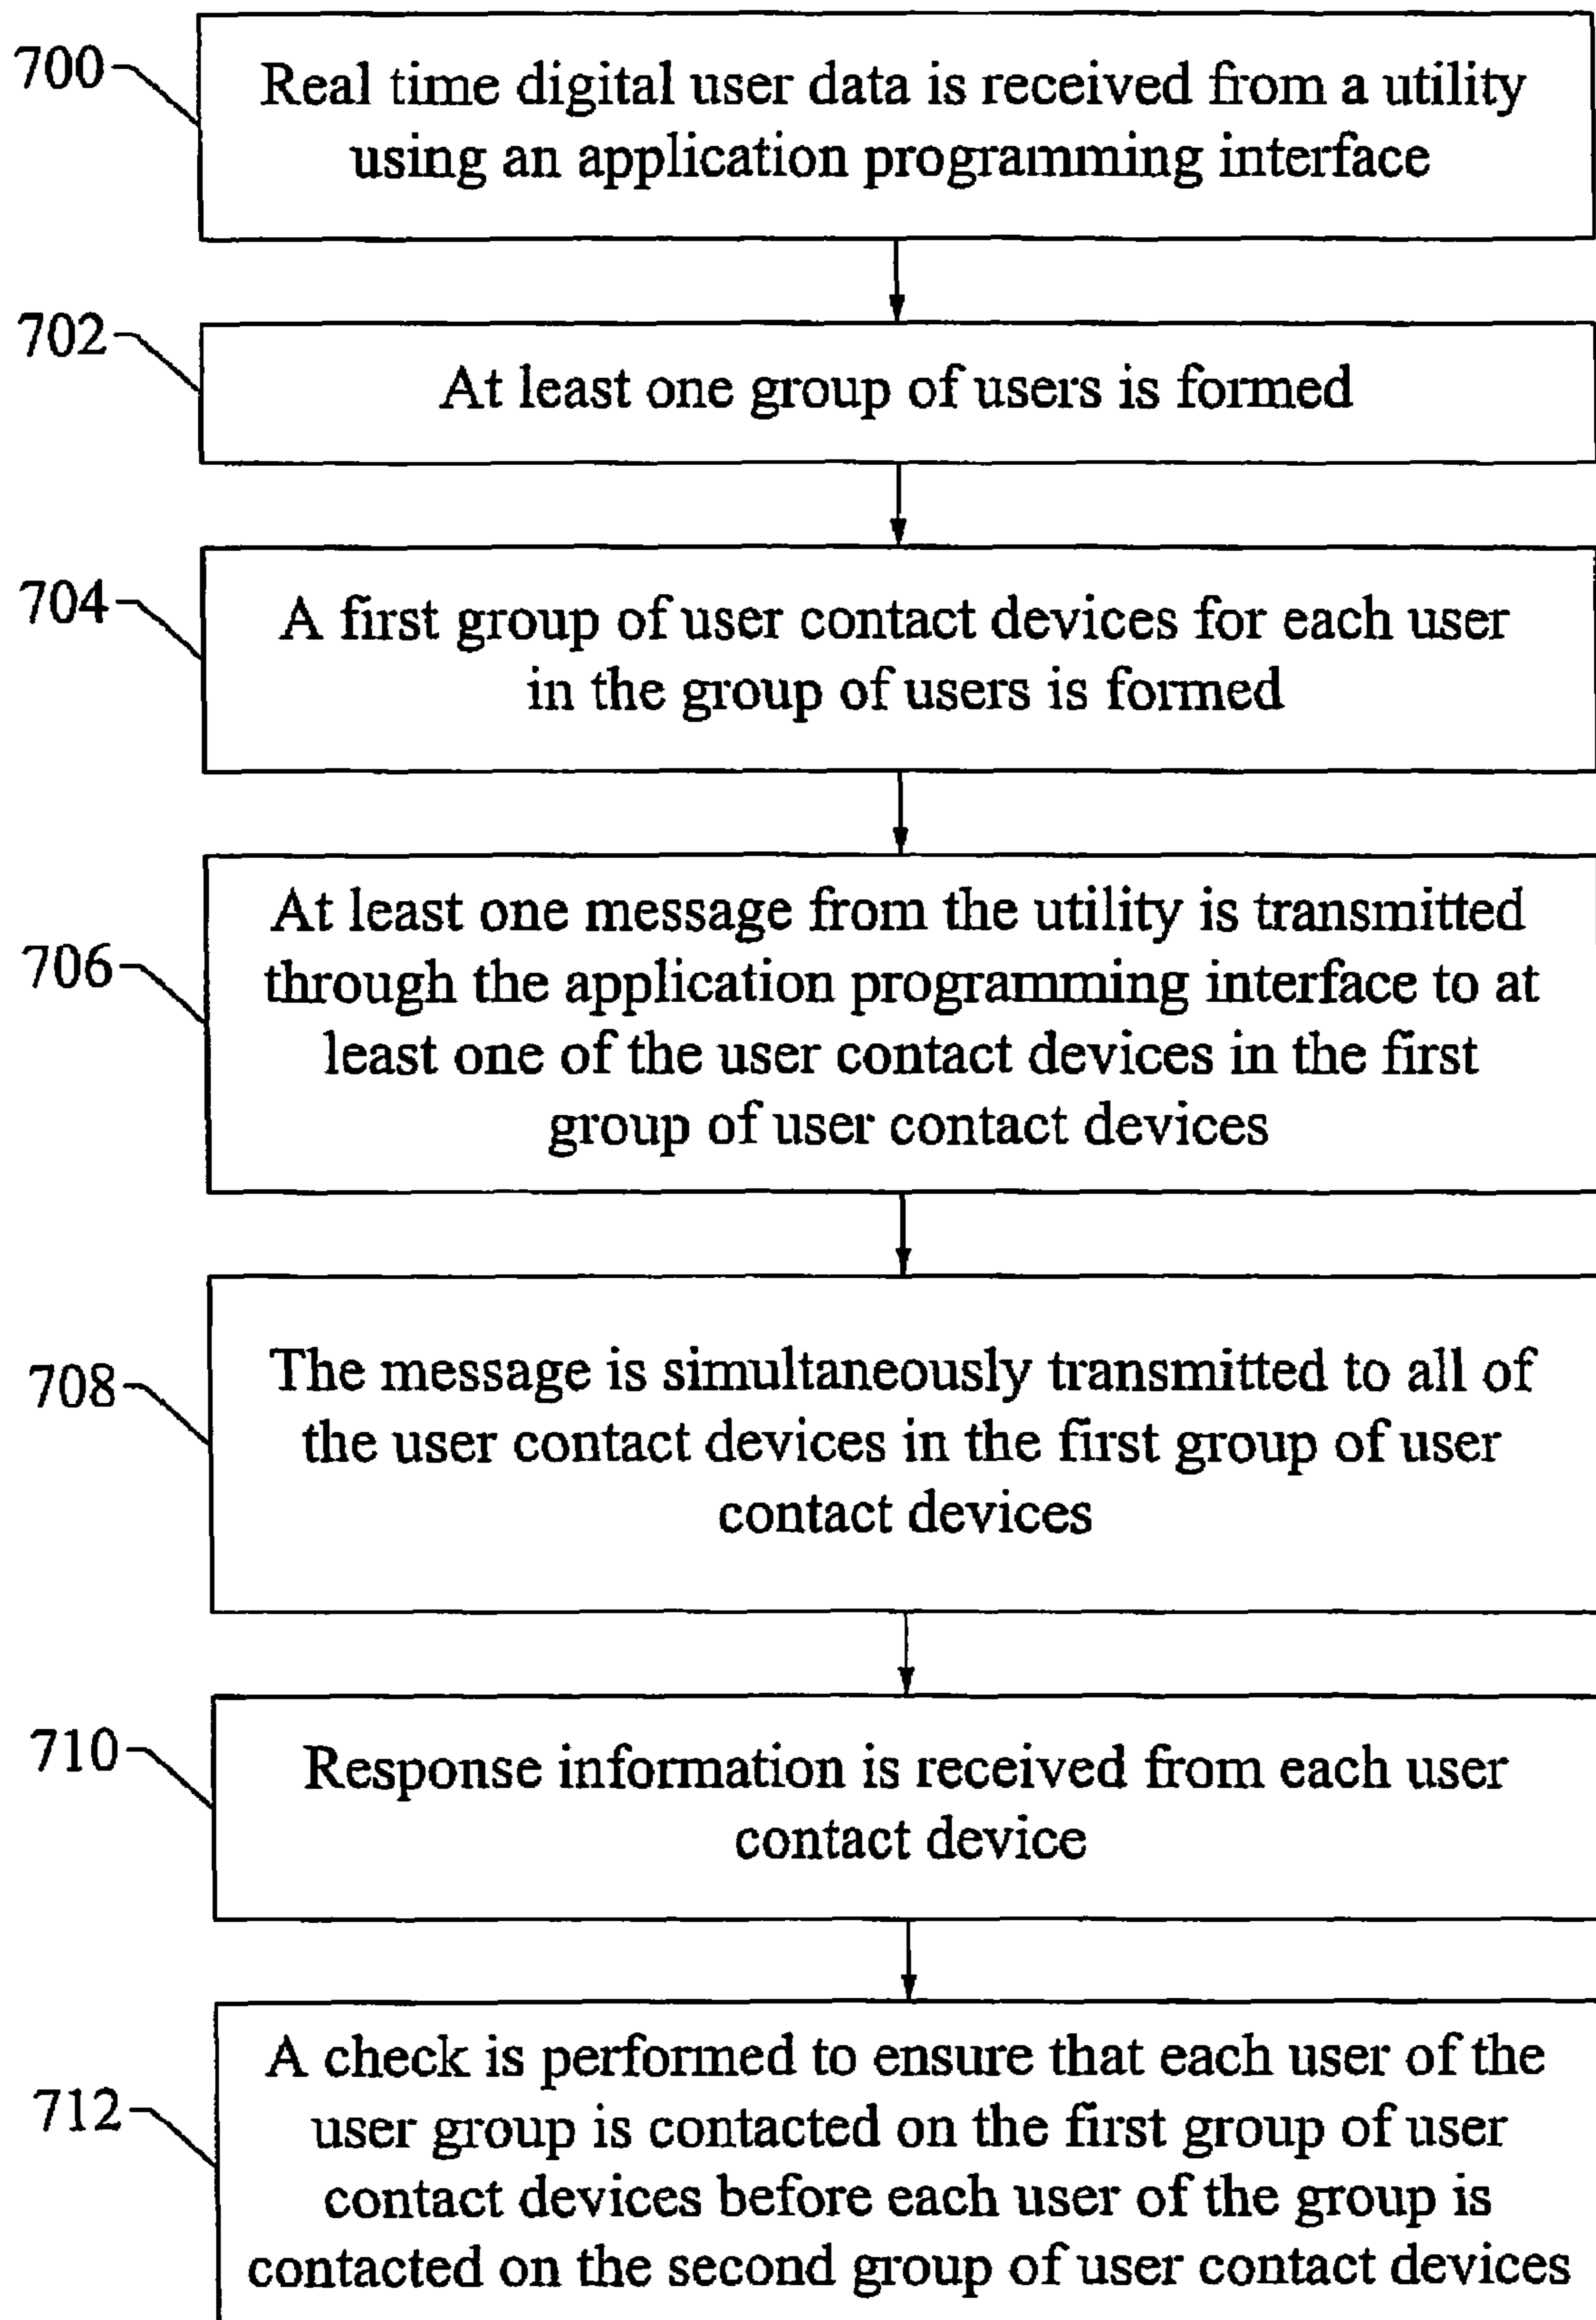 700
Real time digital user data is received from a utility
using an application programming interface
702
At least one group of users is formed
704
A first group of user contact devices for each user
in the group of users is formed
706
At least one message from the utility is transmitted
through the application programming interface to at
least one of the user contact devices in the first
group of user contact devices
708
The message is simultaneously transmitted to all of
the user contact devices in the first group of user
contact devices
710
Response information is received from each user
contact device
712
A check is performed to ensure that each user of the
user group is contacted on the first group of user
contact devices before each user of the group is
contacted on the second group of user contact devices